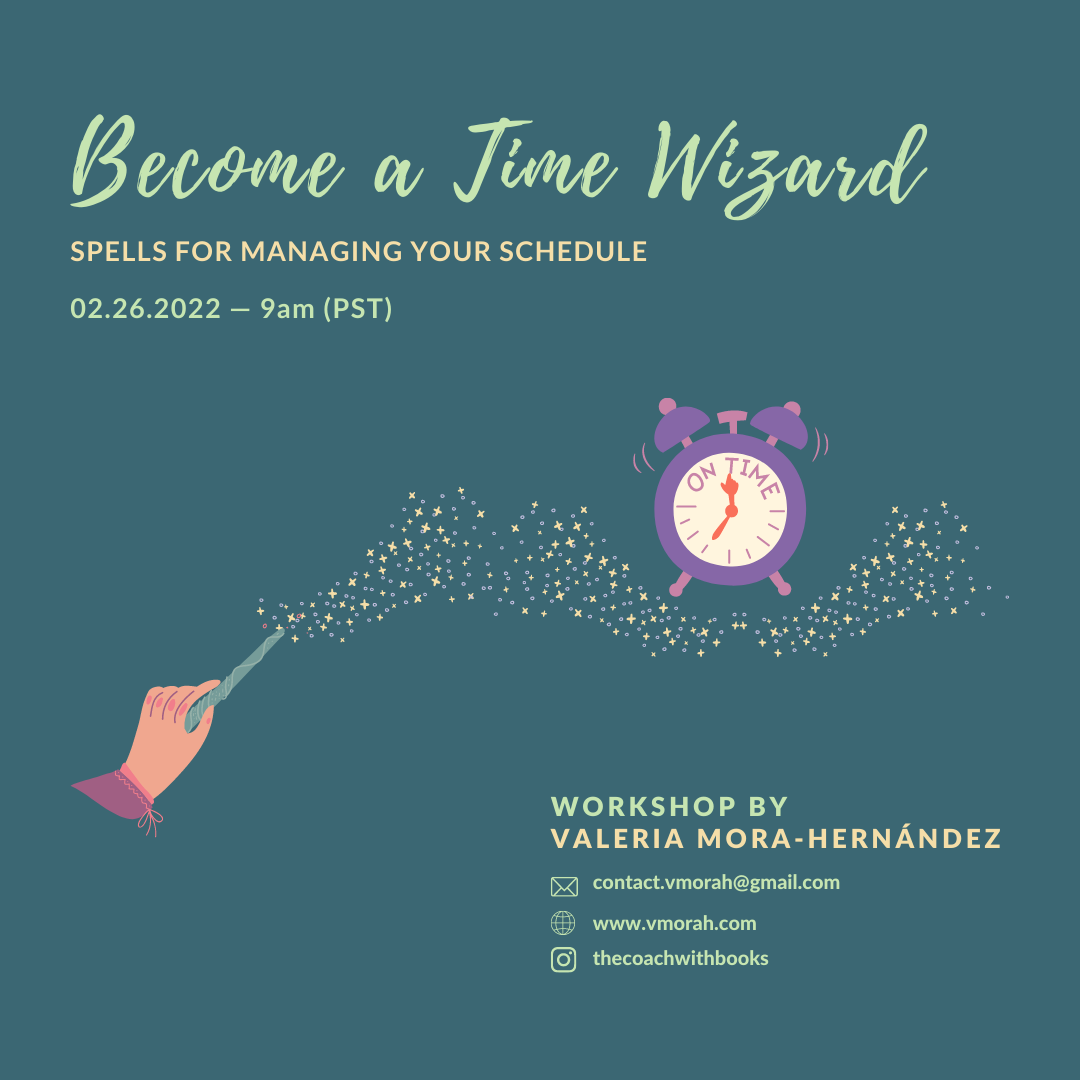 Become a Time Wizard
SPELLS FOR MANAGING YOUR SCHEDULE
02.26.2022 — 9am (PST)
ON TIME
WORKSHOP BY
VALERIA MORA-HERNÁNDEZ
contact.vmorah@gmail.com
www.vmorah.com
thecoachwithbooks